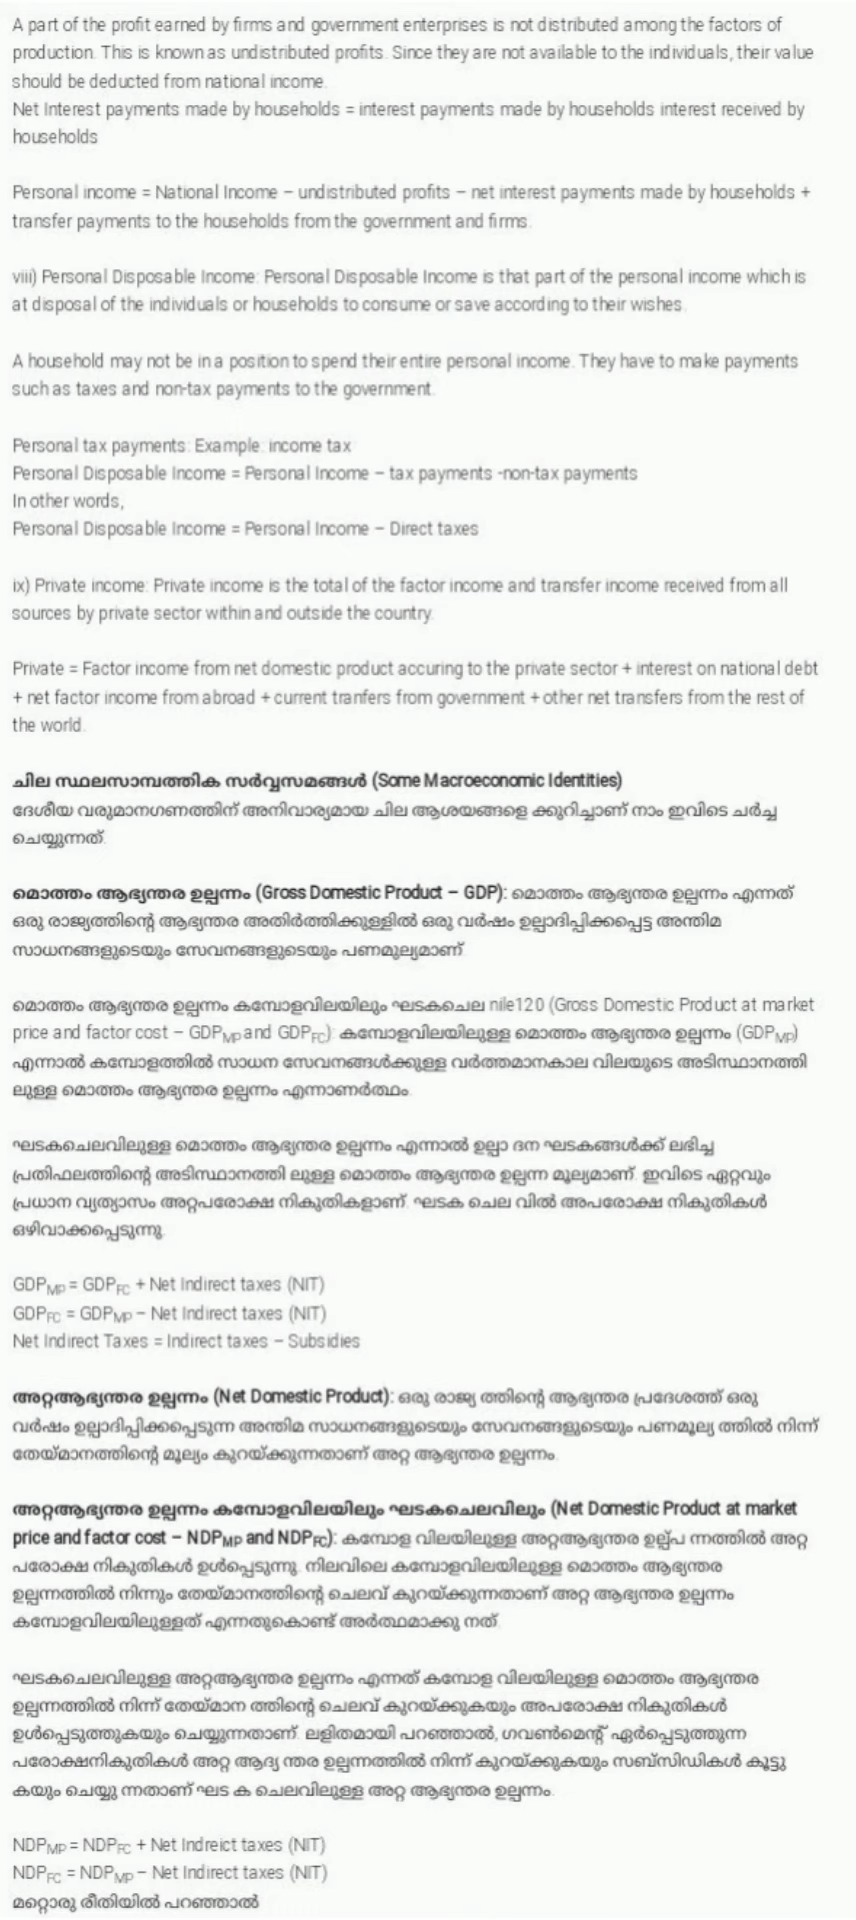 A part of the profit earned by firms and government enterprises is not distributed among the factors of
production. This is known as undistributed profits. Since they are not available to the individuals, their value
should be deducted from national income.
Net Interest payments made by households = interest payments made by households interest received by
households
Personal income = National Income – undistributed profits – net interest payments made by households +
transfer payments to the households from the government and firms.
viii) Personal Disposable Income: Personal Disposable Income is that part of the personal income which is
at disposal of the individuals or households to consume or save according to their wishes.
A household may not be in a position to spend their entire personal income. They have to make payments
such as taxes and non-tax payments to the government.
Personal tax payments: Example: income tax
Personal Disposable Income = Personal Income – tax payments -non-tax payments
In other words,
Personal Disposable Income = Personal Income – Direct taxes
ix) Private income: Private income is the total of the factor income and transfer income received from all
sources by private sector within and outside the country.
Private = Factor income from net domestic product accuring to the private sector + interest on national debt
+ net factor income from abroad + current tranfers from government + other net transfers from the rest of
the world.
ചില സ്ഥലസാമ്പത്തിക സർവ്വസമങ്ങൾ (Some Macroeconomic Identities)
ദേശീയ വരുമാനഗണത്തിന് അനിവാര്യമായ ചില ആശയങ്ങളെ ക്കുറിച്ചാണ് നാം ഇവിടെ ചർച്ച
ചെയ്യുന്നത്.
മൊത്തം ആഭ്യന്തര ഉല്പന്നം (Gross Domestic Product – GDP): മൊത്തം ആഭ്യന്തര ഉല്പന്നം എന്നത്
ഒരു രാജ്യത്തിന്റെ ആഭ്യന്തര അതിർത്തിക്കുള്ളിൽ ഒരു വർഷം ഉല്പാദിപ്പിക്കപ്പെട്ട അന്തിമ
സാധനങ്ങളുടെയും സേവനങ്ങളുടെയും പണമൂല്യമാണ്.
മൊത്തം ആഭ്യന്തര ഉല്പന്നം കമ്പോളവിലയിലും ഘടകചെല nile120 (Gross Domestic Product at market
price and factor cost – GDPMP and GDPFC): കമ്പോളവിലയിലുള്ള മൊത്തം ആഭ്യന്തര ഉല്പന്നം (GDPMP)
എന്നാൽ കമ്പോളത്തിൽ സാധന സേവനങ്ങൾക്കുള്ള വർത്തമാനകാല വിലയുടെ അടിസ്ഥാനത്തി
ലുള്ള മൊത്തം ആഭ്യന്തര ഉല്പന്നം എന്നാണർത്ഥം.
ഘടകചെലവിലുള്ള മൊത്തം ആഭ്യന്തര ഉല്പന്നം എന്നാൽ ഉല്പാ ദന ഘടകങ്ങൾക്ക് ലഭിച്ച
പ്രതിഫലത്തിന്റെ അടിസ്ഥാനത്തി ലുള്ള മൊത്തം ആഭ്യന്തര ഉല്പന്ന മൂല്യമാണ്. ഇവിടെ ഏറ്റവും
പ്രധാന വ്യത്യാസം അറ്റപരോക്ഷ നികുതികളാണ്. ഘടക ചെല വിൽ അപരോക്ഷ നികുതികൾ
ഒഴിവാക്കപ്പെടുന്നു.
GDPMP = GDPFC + Net Indirect taxes (NIT)
GDPFC = GDPMP – Net Indirect taxes (NIT)
Net Indirect Taxes = Indirect taxes – Subsidies
അറ്റആഭ്യന്തര ഉല്പന്നം (Net Domestic Product): ഒരു രാജ്യ ത്തിന്റെ ആഭ്യന്തര പ്രദേശത്ത് ഒരു
വർഷം ഉല്പാദിപ്പിക്കപ്പെടുന്ന അന്തിമ സാധനങ്ങളുടെയും സേവനങ്ങളുടെയും പണമൂല്യ ത്തിൽ നിന്ന്
തേയ്മാനത്തിന്റെ മൂല്യം കുറയ്ക്കുന്നതാണ് അറ്റ ആഭ്യന്തര ഉല്പന്നം.
അറ്റആഭ്യന്തര ഉല്പന്നം കമ്പോളവിലയിലും ഘടകചെലവിലും (Net Domestic Product at market
price and factor cost – NDPMP and NDPFC): കമ്പോള വിലയിലുള്ള അറ്റആഭ്യന്തര ഉല്പ്പ ന്നത്തിൽ അറ്റ
പരോക്ഷ നികുതികൾ ഉൾപ്പെടുന്നു. നിലവിലെ കമ്പോളവിലയിലുള്ള മൊത്തം ആഭ്യന്തര
ഉല്പന്നത്തിൽ നിന്നും തേയ്മാനത്തിന്റെ ചെലവ് കുറയ്ക്കുന്നതാണ് അറ്റ ആഭ്യന്തര ഉല്പന്നം
കമ്പോളവിലയിലുള്ളത് എന്നതുകൊണ്ട് അർത്ഥമാക്കു നത്.
ഘടകചെലവിലുള്ള അറ്റആഭ്യന്തര ഉല്പന്നം എന്നത് കമ്പോള വിലയിലുള്ള മൊത്തം ആഭ്യന്തര
ഉല്പന്നത്തിൽ നിന്ന് തേയ്മാന ത്തിന്റെ ചെലവ് കുറയ്ക്കുകയും അപരോക്ഷ നികുതികൾ
ഉൾപ്പെടുത്തുകയും ചെയ്യുന്നതാണ്. ലളിതമായി പറഞ്ഞാൽ, ഗവൺമെന്റ് ഏർപ്പെടുത്തുന്ന
പരോക്ഷനികുതികൾ അറ്റ ആദ്യ ന്തര ഉല്പന്നത്തിൽ നിന്ന് കുറയ്ക്കുകയും സബ്സിഡികൾ കൂട്ടു
കയും ചെയ്യു ന്നതാണ് ഘട ക ചെലവിലുള്ള അറ്റ ആഭ്യന്തര ഉല്പന്നം.
NDPMP = NDPFC + Net Indreict taxes (NIT)
NDPFC = NDPMP – Net Indirect taxes (NIT)
മറ്റൊരു രീതിയിൽ പറഞ്ഞാൽ